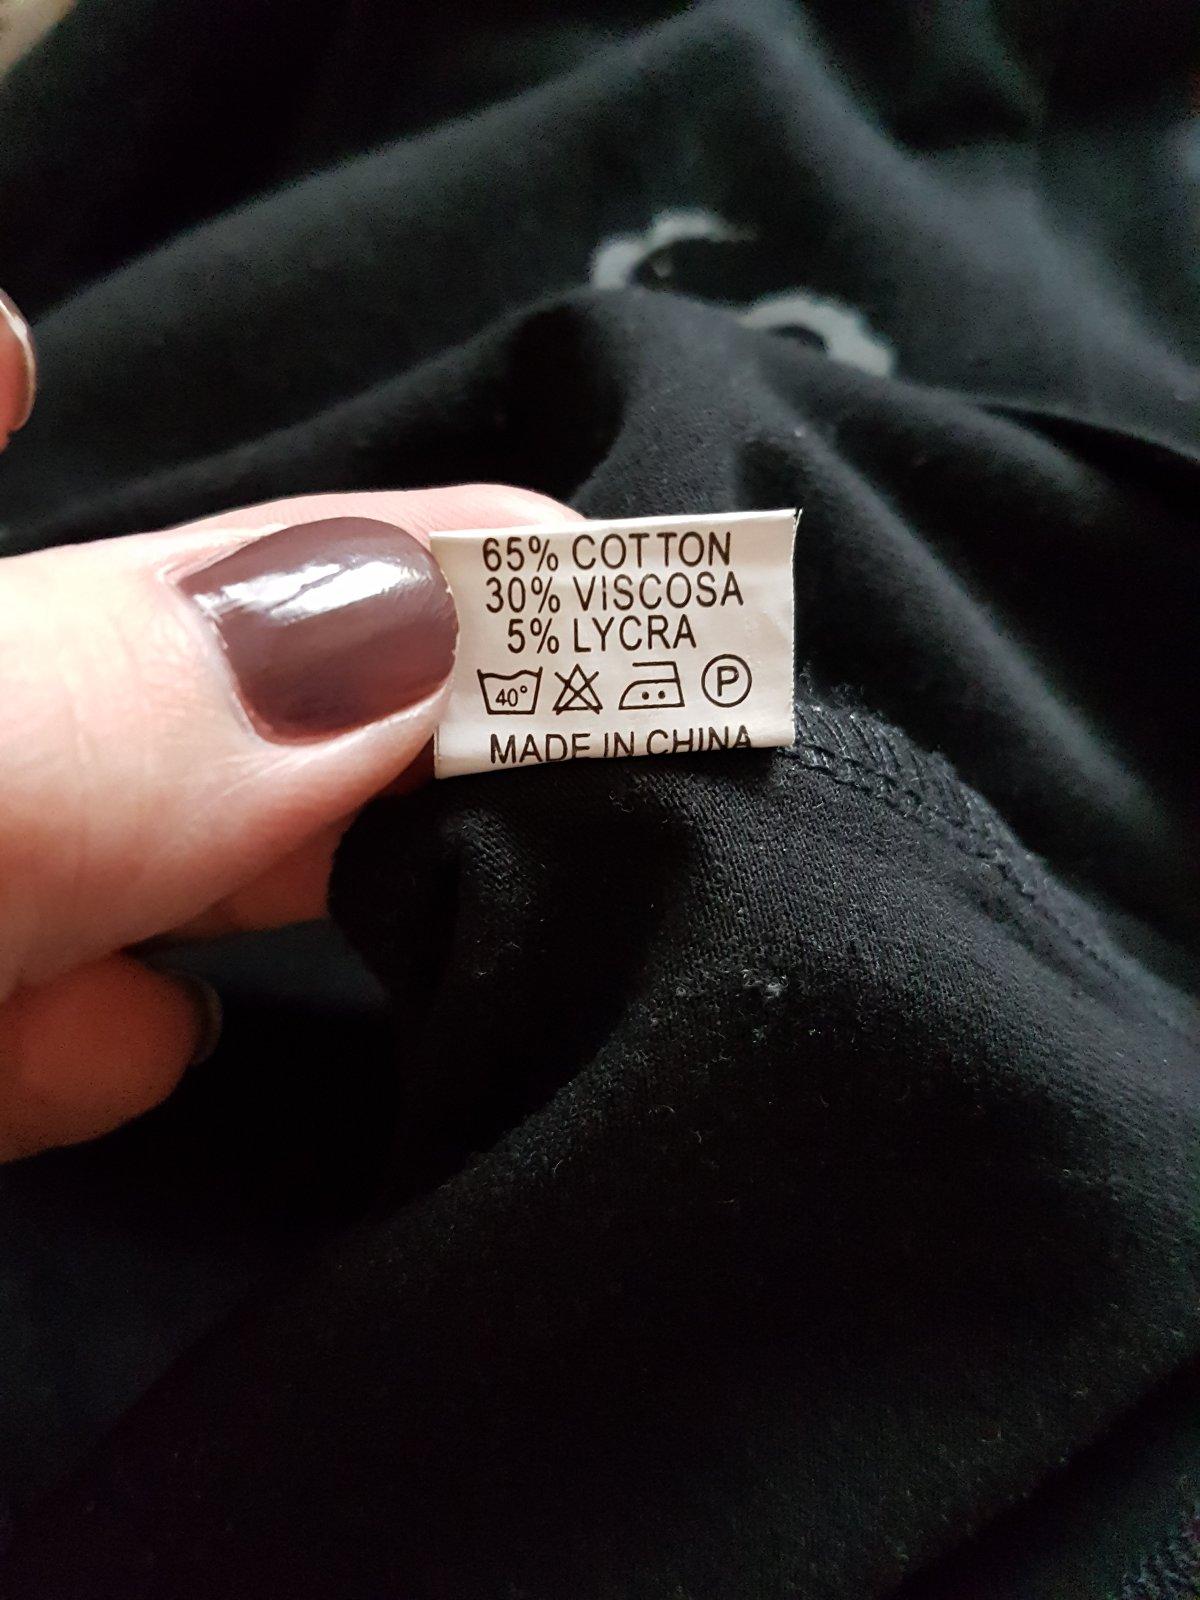 65% COTTON
30% VISCOSA
5% LYCRA
40° P
MADE IN CHINA